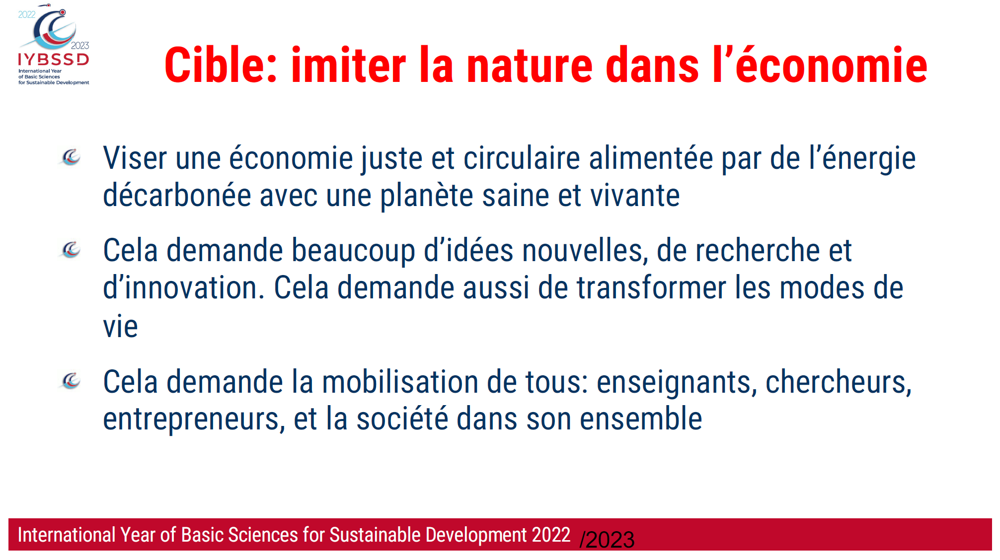 2022
2023
IYBSSD
International Year
of Basic Sciences
for Sustainable Development
Cible: imiter la nature dans l’économie
Viser une économie juste et circulaire alimentée par de l’énergie
décarbonée avec une planète saine et vivante
Cela demande beaucoup d’idées nouvelles, de recherche et
d’innovation. Cela demande aussi de transformer les modes de
vie
Cela demande la mobilisation de tous: enseignants, chercheurs,
entrepreneurs, et la société dans son ensemble
International Year of Basic Sciences for Sustainable Development 2022 /2023